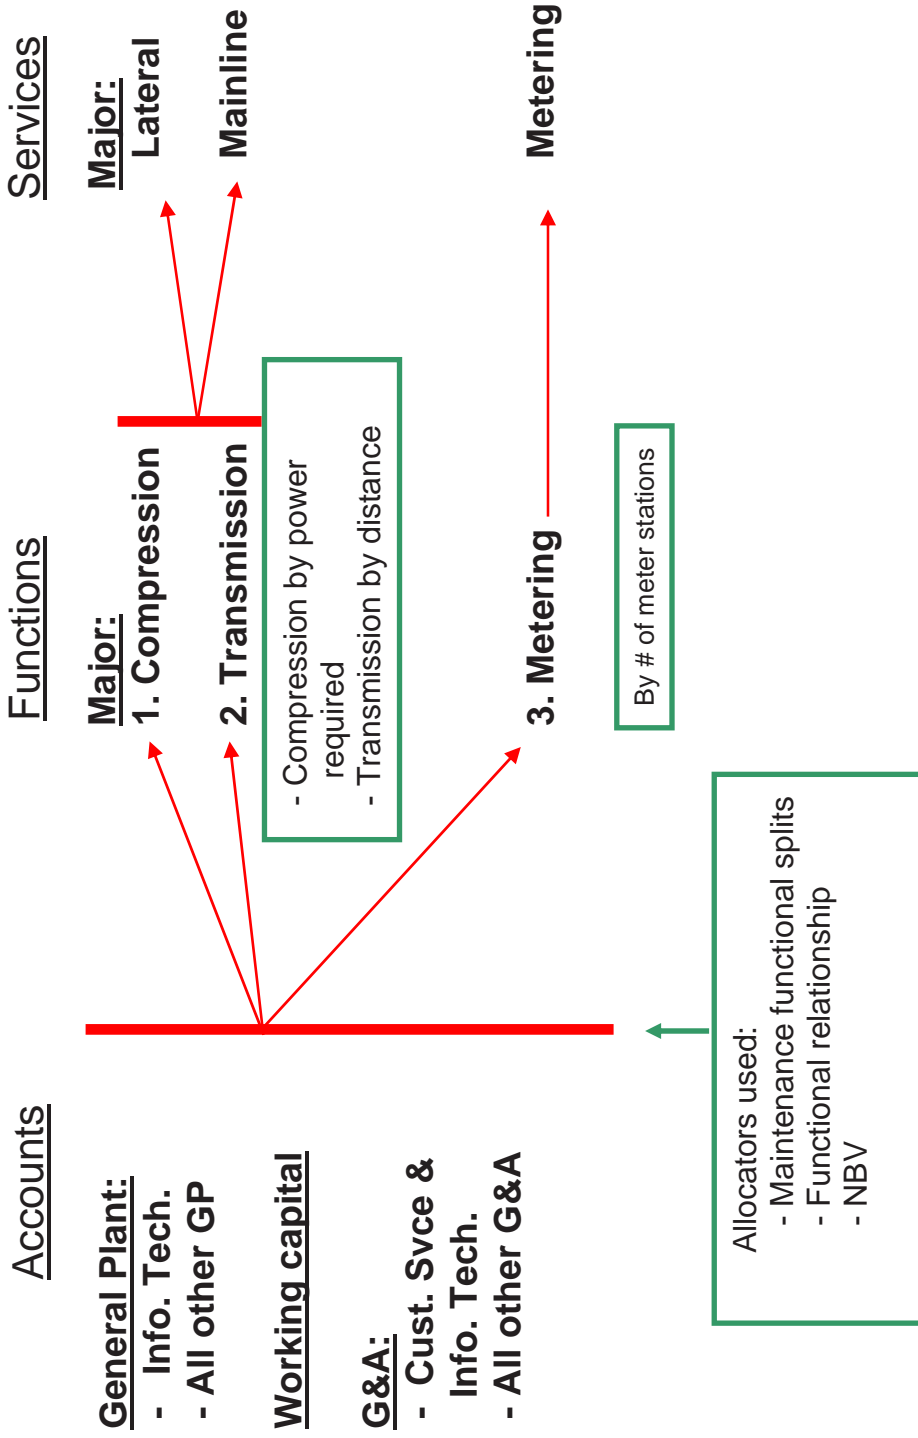 Accounts
General Plant:
- Info. Tech.
- All other GP
Working capital
G&A:
- Cust. Svce &
Info. Tech.
- All other G&A
Allocators used:
- Maintenance functional splits
- Functional relationship
- NBV
Functions
Major:
1. Compression
2. Transmission
- Compression by power
required
- Transmission by distance
3. Metering
By # of meter stations
Services
Major:
Lateral
Mainline
Metering